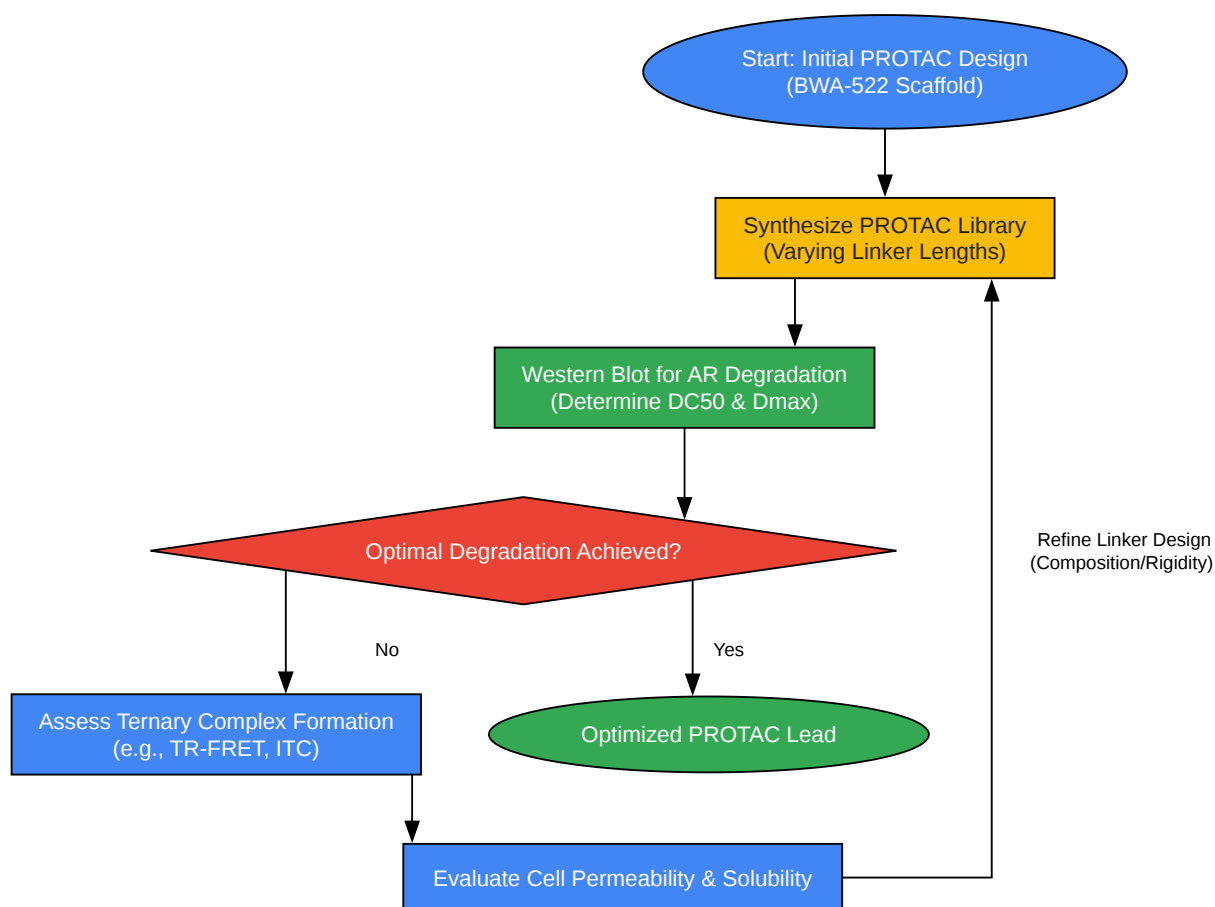 Start: Initial PROTAC Design
(BWA-522 Scaffold)
Synthesize PROTAC Library
(Varying Linker Lengths)
Western Blot for AR Degradation
(Determine DC50 & Dmax)
Optimal Degradation Achieved?
Refine Linker Design
(Composition/Rigidity)
No
Yes
Assess Ternary Complex Formation
(e.g., TR-FRET, ITC)
Optimized PROTAC Lead
Evaluate Cell Permeability & Solubility